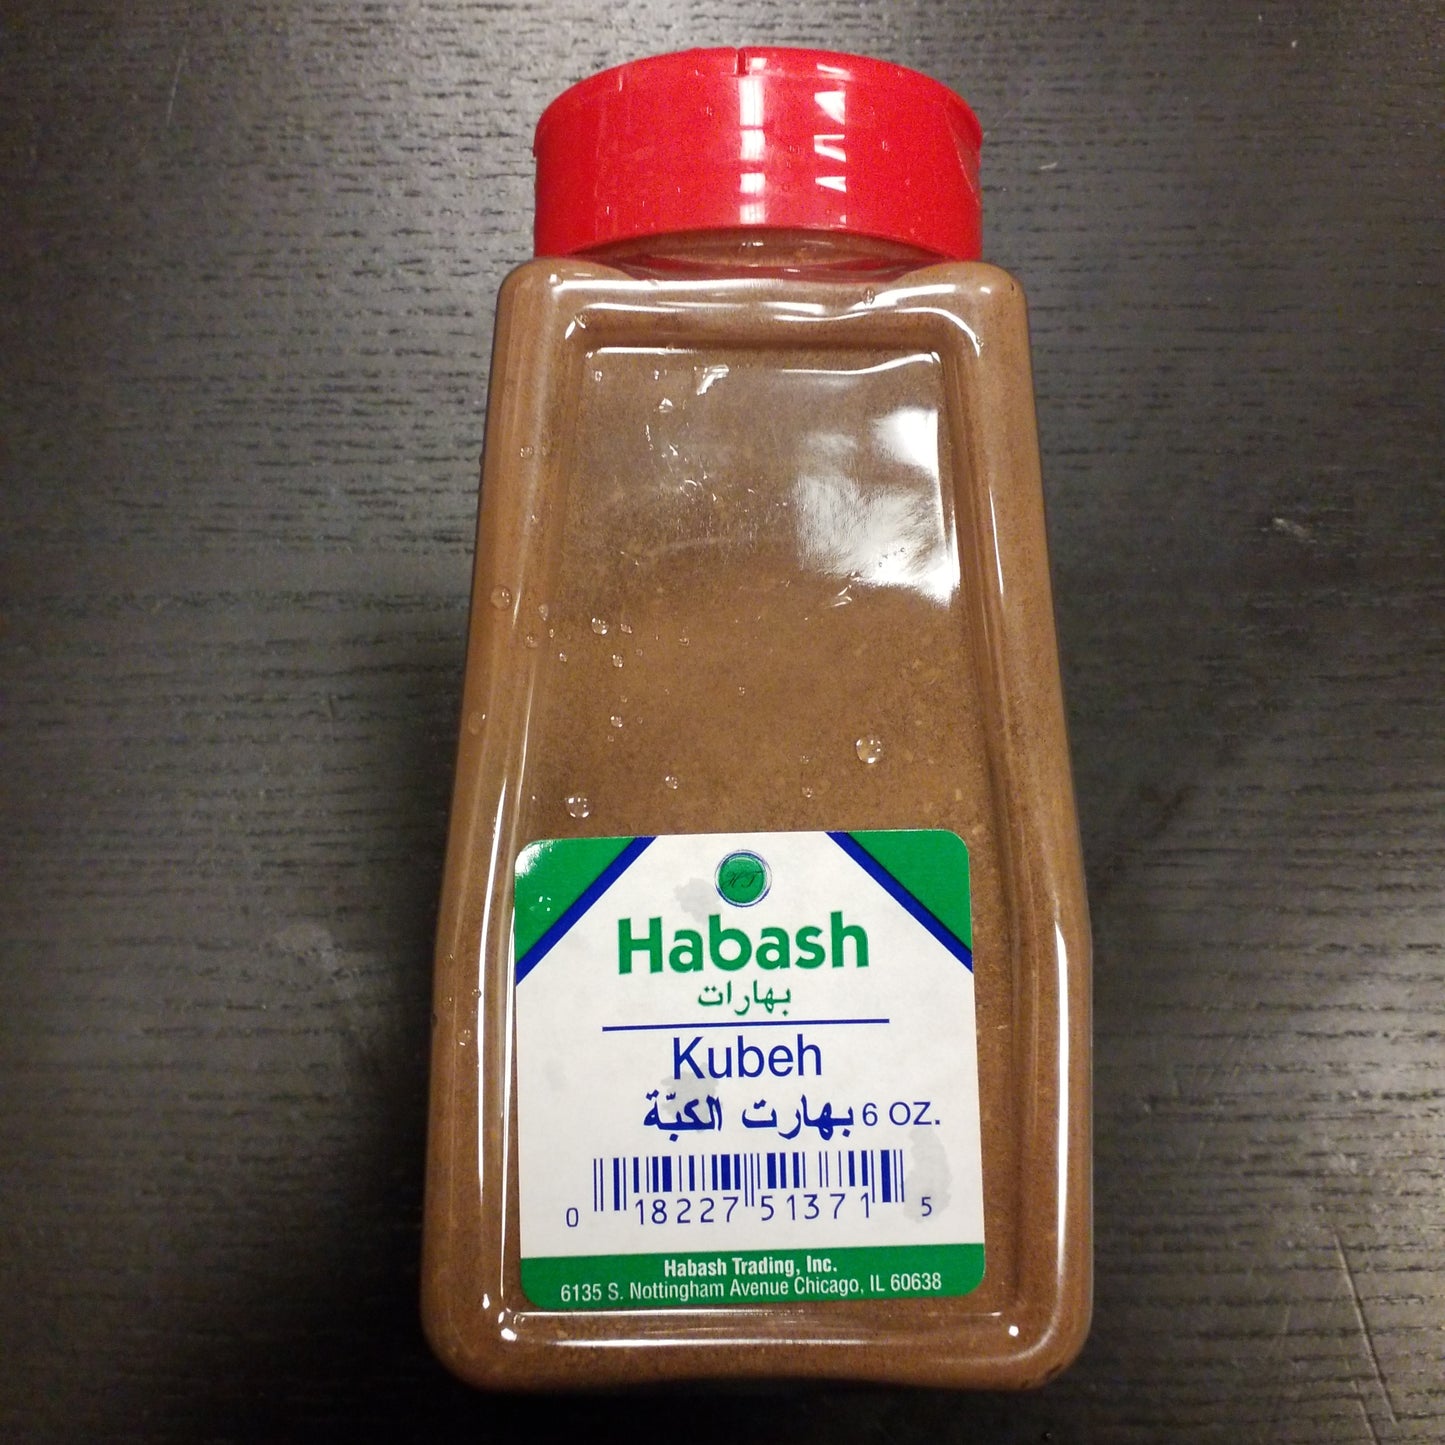 HT
Habash
بهارات
Kubeh
بهارت الكبّة 6 OZ.
0 18227 51371 5
Habash Trading, Inc.
6135 S. Nottingham Avenue Chicago, IL 60638